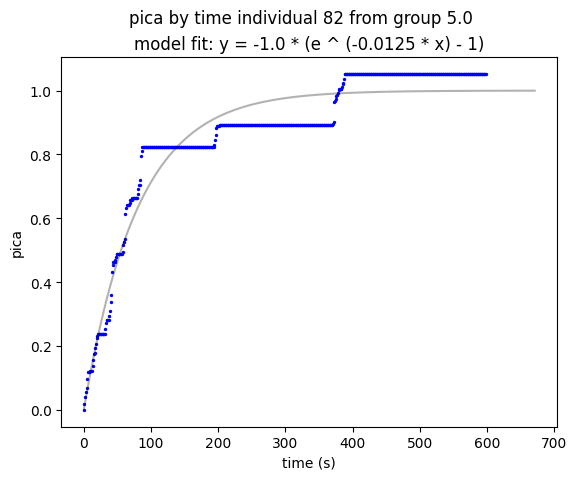 pica by time individual 82 from group 5.0
model fit: y = -1.0 * (e ^ (-0.0125 * x) - 1)
pica
1.0
0.8
0.6
0.4
0.2
0.0
0 100 200 300 400 500 600 700
time (s)